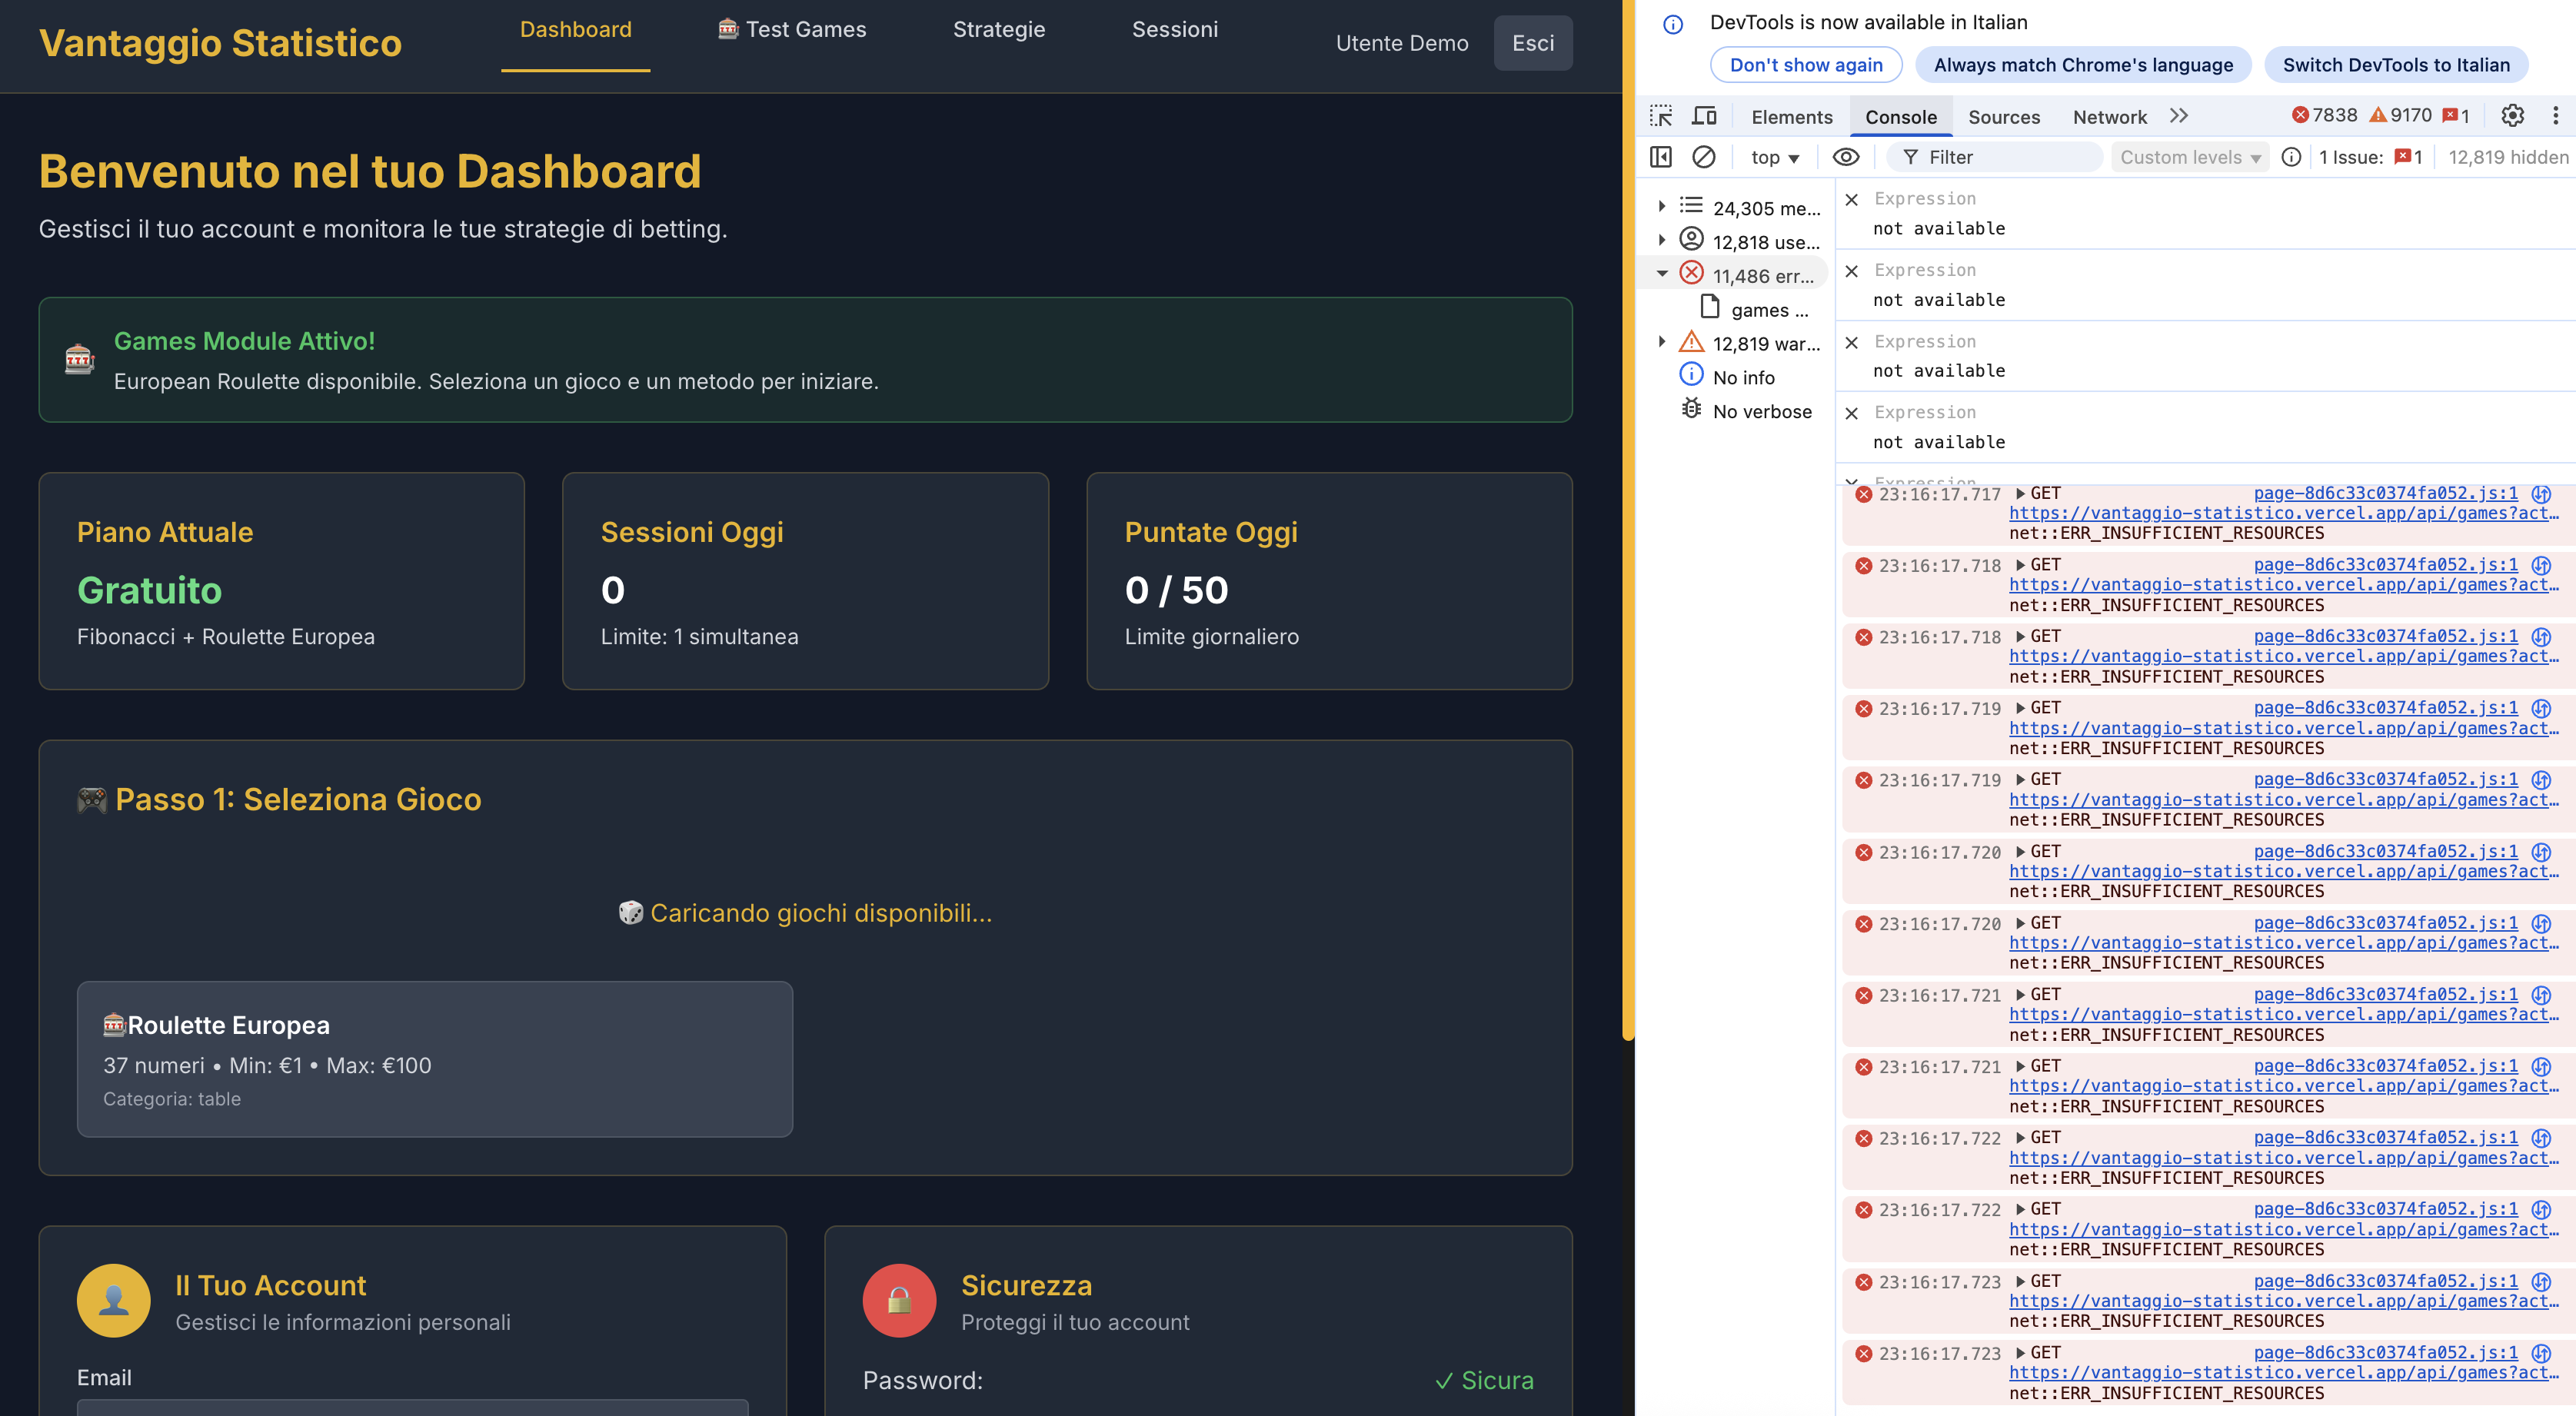 Vantaggio Statistico
Dashboard
🎰 Test Games
Strategie
Sessioni
Utente Demo
Esci
Benvenuto nel tuo Dashboard
Gestisci il tuo account e monitora le tue strategie di betting.
Games Module Attivo!
European Roulette disponibile. Seleziona un gioco e un metodo per iniziare.
Piano Attuale
Gratuito
Fibonacci + Roulette Europea
Sessioni Oggi
0
Limite: 1 simultanea
Puntate Oggi
0 / 50
Limite giornaliero
🎮 Passo 1: Seleziona Gioco
🎲 Caricando giochi disponibili...
🎰Roulette Europea
37 numeri • Min: €1 • Max: €100
Categoria: table
Il Tuo Account
Gestisci le informazioni personali
Email
Sicurezza
Proteggi il tuo account
Password:
✓ Sicura
DevTools is now available in Italian
Don't show again
Always match Chrome's language
Switch DevTools to Italian
Elements
Console
Sources
Network
7838
9170
1
top
Filter
Custom levels
1 Issue:
1
12,819 hidden
24,305 me...
12,818 use...
11,486 err...
games ...
12,819 war...
No info
No verbose
Expression
not available
Expression
not available
Expression
not available
Expression
not available
Expression
23:16:17.717 GET page-8d6c33c0374fa052.js:1
https://vantaggio-statistico.vercel.app/api/games?act…
net::ERR_INSUFFICIENT_RESOURCES
23:16:17.718 GET page-8d6c33c0374fa052.js:1
https://vantaggio-statistico.vercel.app/api/games?act…
net::ERR_INSUFFICIENT_RESOURCES
23:16:17.718 GET page-8d6c33c0374fa052.js:1
https://vantaggio-statistico.vercel.app/api/games?act…
net::ERR_INSUFFICIENT_RESOURCES
23:16:17.719 GET page-8d6c33c0374fa052.js:1
https://vantaggio-statistico.vercel.app/api/games?act…
net::ERR_INSUFFICIENT_RESOURCES
23:16:17.719 GET page-8d6c33c0374fa052.js:1
https://vantaggio-statistico.vercel.app/api/games?act…
net::ERR_INSUFFICIENT_RESOURCES
23:16:17.720 GET page-8d6c33c0374fa052.js:1
https://vantaggio-statistico.vercel.app/api/games?act…
net::ERR_INSUFFICIENT_RESOURCES
23:16:17.720 GET page-8d6c33c0374fa052.js:1
https://vantaggio-statistico.vercel.app/api/games?act…
net::ERR_INSUFFICIENT_RESOURCES
23:16:17.721 GET page-8d6c33c0374fa052.js:1
https://vantaggio-statistico.vercel.app/api/games?act…
net::ERR_INSUFFICIENT_RESOURCES
23:16:17.721 GET page-8d6c33c0374fa052.js:1
https://vantaggio-statistico.vercel.app/api/games?act…
net::ERR_INSUFFICIENT_RESOURCES
23:16:17.722 GET page-8d6c33c0374fa052.js:1
https://vantaggio-statistico.vercel.app/api/games?act…
net::ERR_INSUFFICIENT_RESOURCES
23:16:17.722 GET page-8d6c33c0374fa052.js:1
https://vantaggio-statistico.vercel.app/api/games?act…
net::ERR_INSUFFICIENT_RESOURCES
23:16:17.723 GET page-8d6c33c0374fa052.js:1
https://vantaggio-statistico.vercel.app/api/games?act…
net::ERR_INSUFFICIENT_RESOURCES
23:16:17.723 GET page-8d6c33c0374fa052.js:1
https://vantaggio-statistico.vercel.app/api/games?act…
net::ERR_INSUFFICIENT_RESOURCES